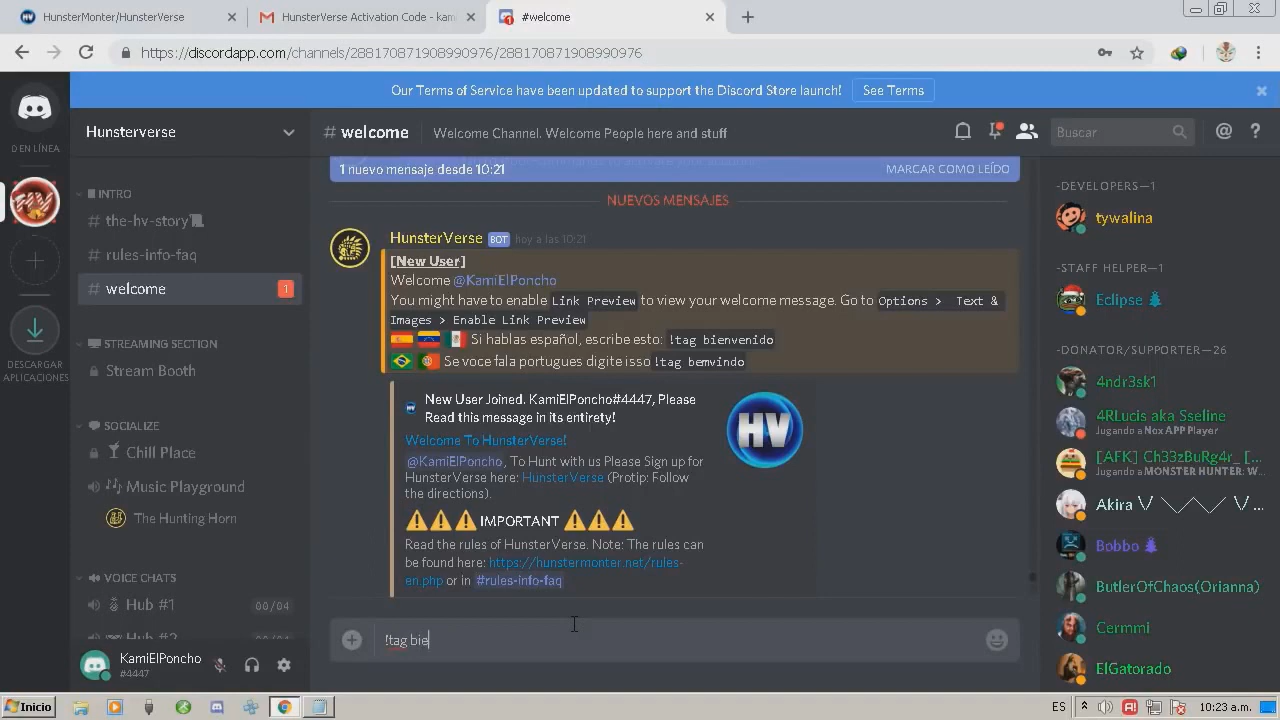 HunsterMonter/HunsterVerse
HunsterVerse Activation Code - kam
#welcome
https://discordapp.com/channels/288170871908990976/288170871908990976
Our Terms of Service have been updated to support the Discord Store launch!
See Terms
0 EN LÍNEA
DESCARGAR
APLICACIONES
Hunsterverse
INTRO
# the-hv-story
# rules-info-faq
# welcome
1
STREAMING SECTION
Stream Booth
SOCIALIZE
Chill Place
Music Playground
The Hunting Horn
VOICE CHATS
Hub #1 00/04
Hub #2
KamiElPoncho
#4447
# welcome
Welcome Channel. Welcome People here and stuff
Buscar
1 nuevo mensaje desde 10:21
MARCAR COMO LEÍDO
NUEVOS MENSAJES
HunsterVerse BOT hoy a las 10:21
[New User]
Welcome @KamiElPoncho
You might have to enable Link Preview to view your welcome message. Go to Options > Text &
Images > Enable Link Preview
Si hablas español, escribe esto: !tag bienvenido
Se voce fala portugues digite isso !tag bemvindo
New User Joined. KamiElPoncho#4447, Please
Read this message in its entirety!
Welcome To HunsterVerse!
@KamiElPoncho, To Hunt with us Please Sign up for
HunsterVerse here: HunsterVerse (Protip: Follow
the directions).
IMPORTANT
Read the rules of HunsterVerse. Note: The rules can
be found here: https://hunstermonter.net/rules-
en.php or in #rules-info-faq
HV
!tag bie
DEVELOPERS—1
tywalina
STAFF HELPER—1
Eclipse
DONATOR/SUPPORTER—26
4ndr3sk1
4RLucis aka Sseline
Jugando a Nox APP Player
[AFK] Ch33zBuRg4r_ [...
Jugando a MONSTER HUNTER: W...
Akira \/ \/\/ \/ ...
Bobbo
ButlerOfChaos(Orianna)
Cermmi
ElGatorado
Inicio
ES
10:23 a.m.